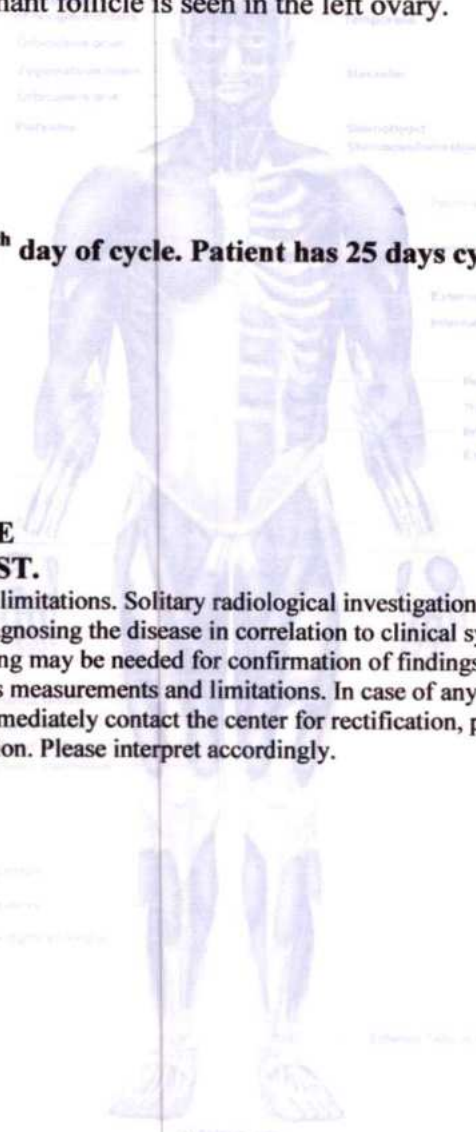 nant follicle is seen in the left ovary.
h day of cycle. Patient has 25 days cy
E
ST.
limitations. Solitary radiological investigation
gnosing the disease in correlation to clinical sy
ng may be needed for confirmation of findings
s measurements and limitations. In case of any
mediately contact the center for rectification, p
on. Please interpret accordingly.